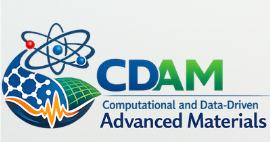 CDAM
Computational and Data-Driven
Advanced Materials